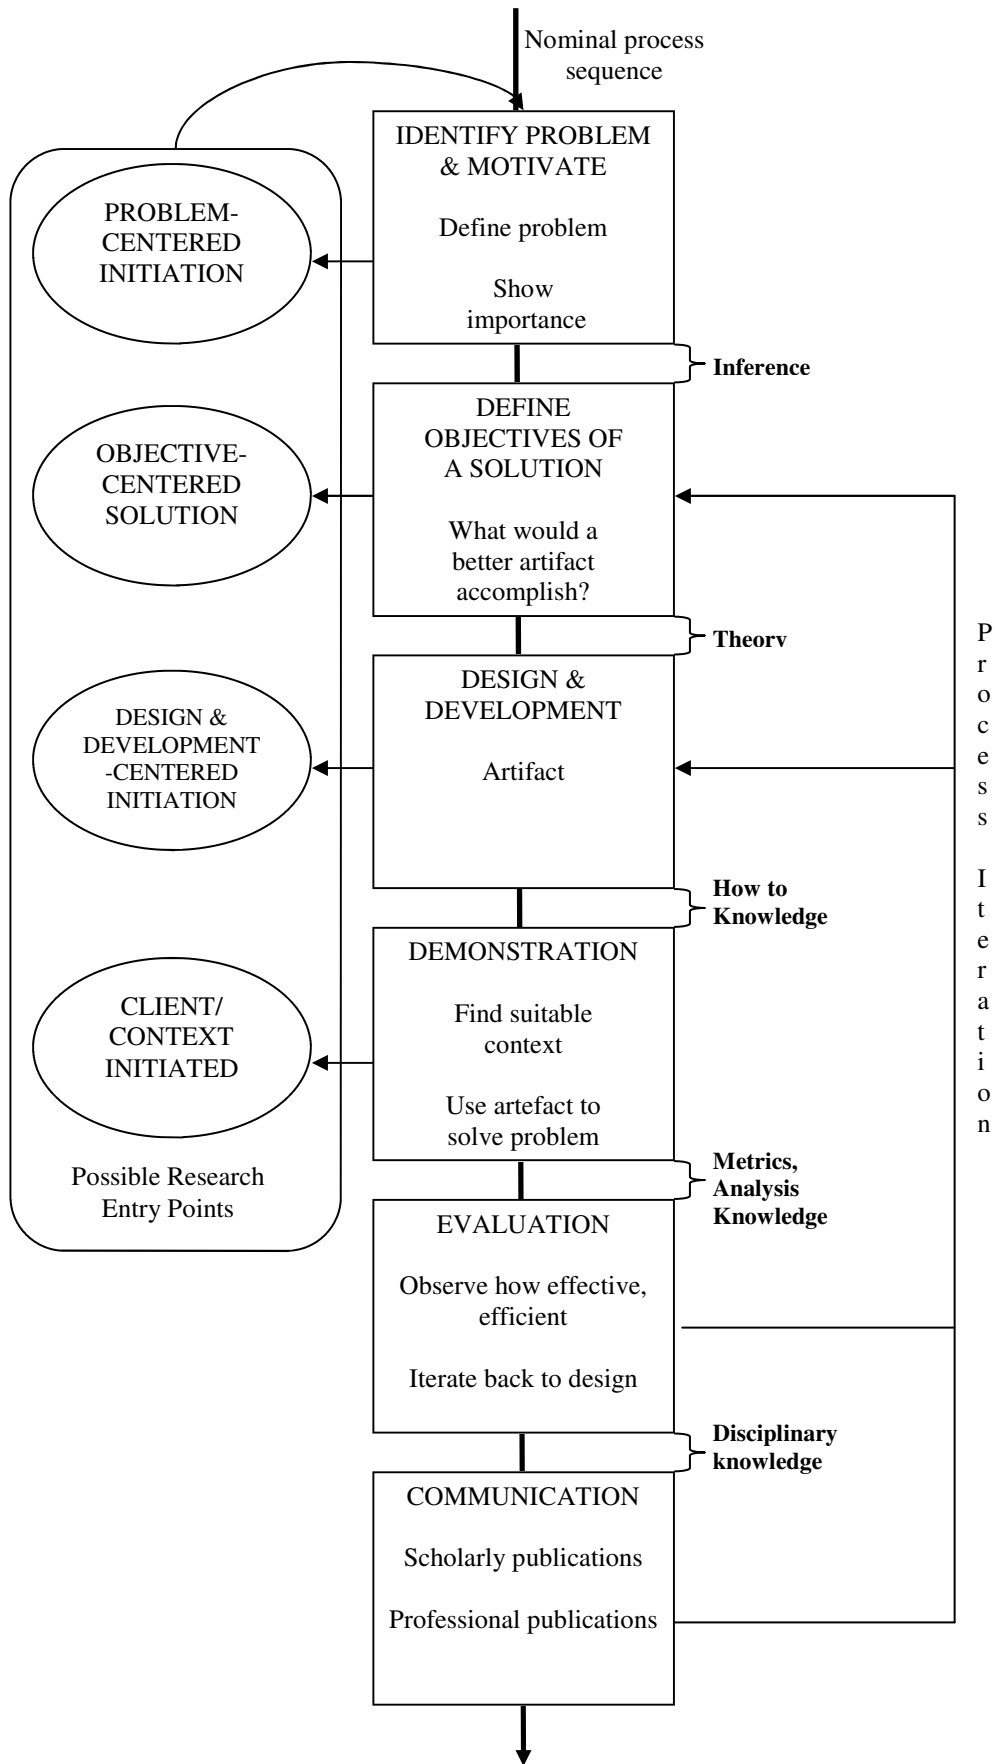 Nominal process
sequence
IDENTIFY PROBLEM
& MOTIVATE
Define problem
Show
importance
PROBLEM-
CENTERED
INITIATION
Inference
DEFINE
OBJECTIVES OF
A SOLUTION
What would a
better artifact
accomplish?
OBJECTIVE-
CENTERED
SOLUTION
Theorv
DESIGN &
DEVELOPMENT
Artifact
DESIGN &
DEVELOPMENT
-CENTERED
INITIATION
How to
Knowledge
DEMONSTRATION
Find suitable
context
Use artefact to
solve problem
CLIENT/
CONTEXT
INITIATED
Possible Research
Entry Points
Metrics,
Analysis
Knowledge
EVALUATION
Observe how effective,
efficient
Iterate back to design
Disciplinary
knowledge
COMMUNICATION
Scholarly publications
Professional publications
Process Iteration